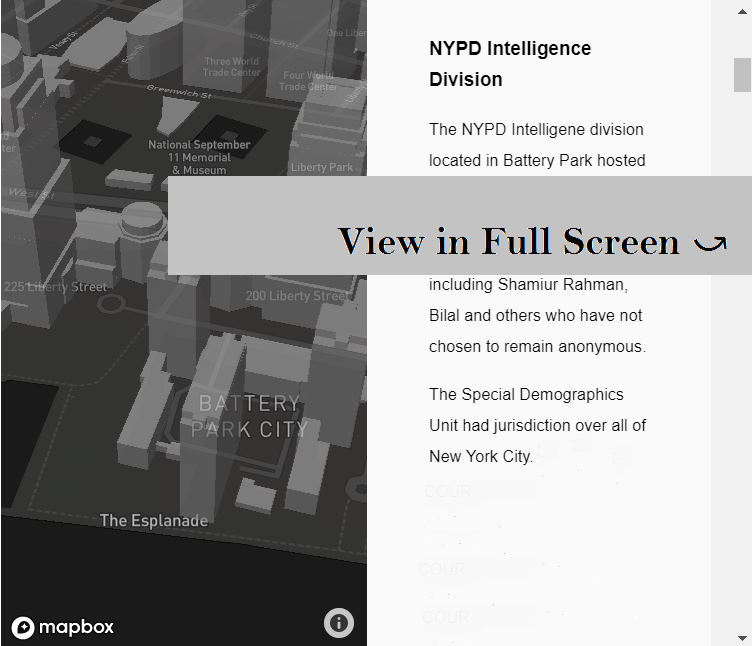 Vesey St
Church St
One Liber
Three World
Trade Center
Four World
Trade Center
Greenwich St
National September
11 Memorial
& Museum
Liberty Park
West St
225 Liberty Street
200 Liberty Street
BATTERY
PARK CITY
The Esplanade
mapbox
NYPD Intelligence
Division
The NYPD Intelligene division
located in Battery Park hosted
View in Full Screen
including Shamiur Rahman,
Bilal and others who have not
chosen to remain anonymous.
The Special Demographics
Unit had jurisdiction over all of
New York City.
COUR
COUR
COUR